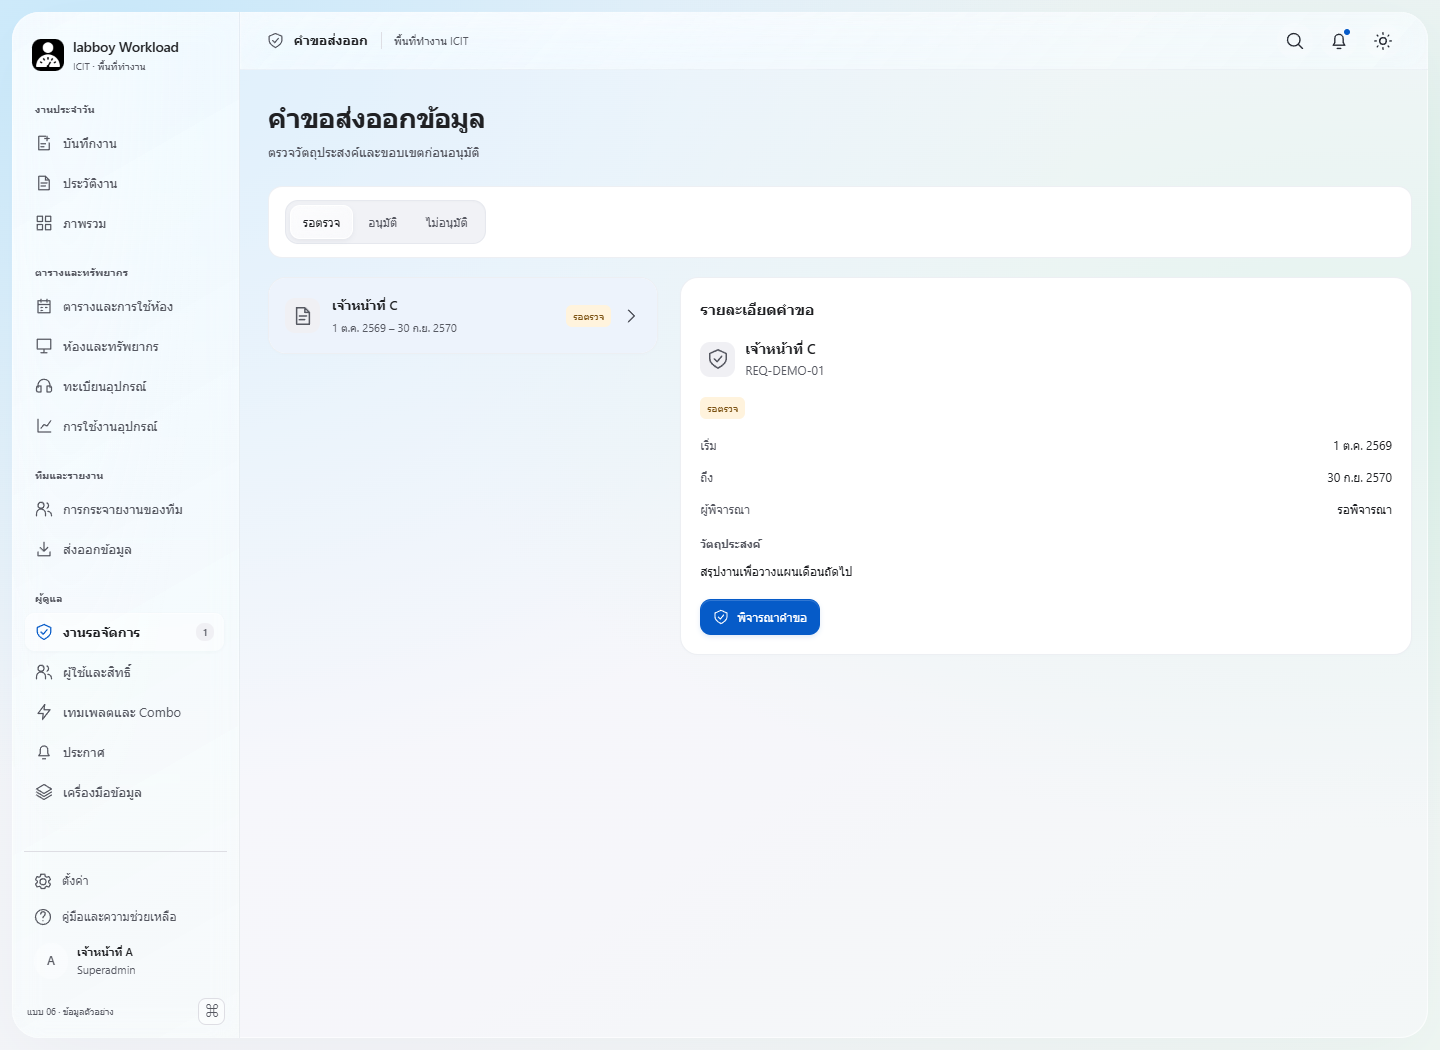 labboy Workload
ICIT · พื้นที่ทำงาน
งานประจำวัน
บันทึกงาน
ประวัติงาน
ภาพรวม
ตารางและทรัพยากร
ตารางและการใช้ห้อง
ห้องและทรัพยากร
ทะเบียนอุปกรณ์
การใช้งานอุปกรณ์
ทีมและรายงาน
การกระจายงานของทีม
ส่งออกข้อมูล
ผู้ดูแล
งานรอจัดการ 1
ผู้ใช้และสิทธิ์
เทมเพลตและ Combo
ประกาศ
เครื่องมือข้อมูล
ตั้งค่า
คู่มือและความช่วยเหลือ
A
เจ้าหน้าที่ A
Superadmin
แบบ 06 · ข้อมูลตัวอย่าง ⌘
คำขอส่งออก พื้นที่ทำงาน ICIT
คำขอส่งออกข้อมูล
ตรวจวัตถุประสงค์และขอบเขตก่อนอนุมัติ
รอตรวจ อนุมัติ ไม่อนุมัติ
เจ้าหน้าที่ C
1 ต.ค. 2569 – 30 ก.ย. 2570
รอตรวจ
รายละเอียดคำขอ
เจ้าหน้าที่ C
REQ-DEMO-01
รอตรวจ
เริ่ม 1 ต.ค. 2569
ถึง 30 ก.ย. 2570
ผู้พิจารณา รอพิจารณา
วัตถุประสงค์
สรุปงานเพื่อวางแผนเดือนถัดไป
พิจารณาคำขอ